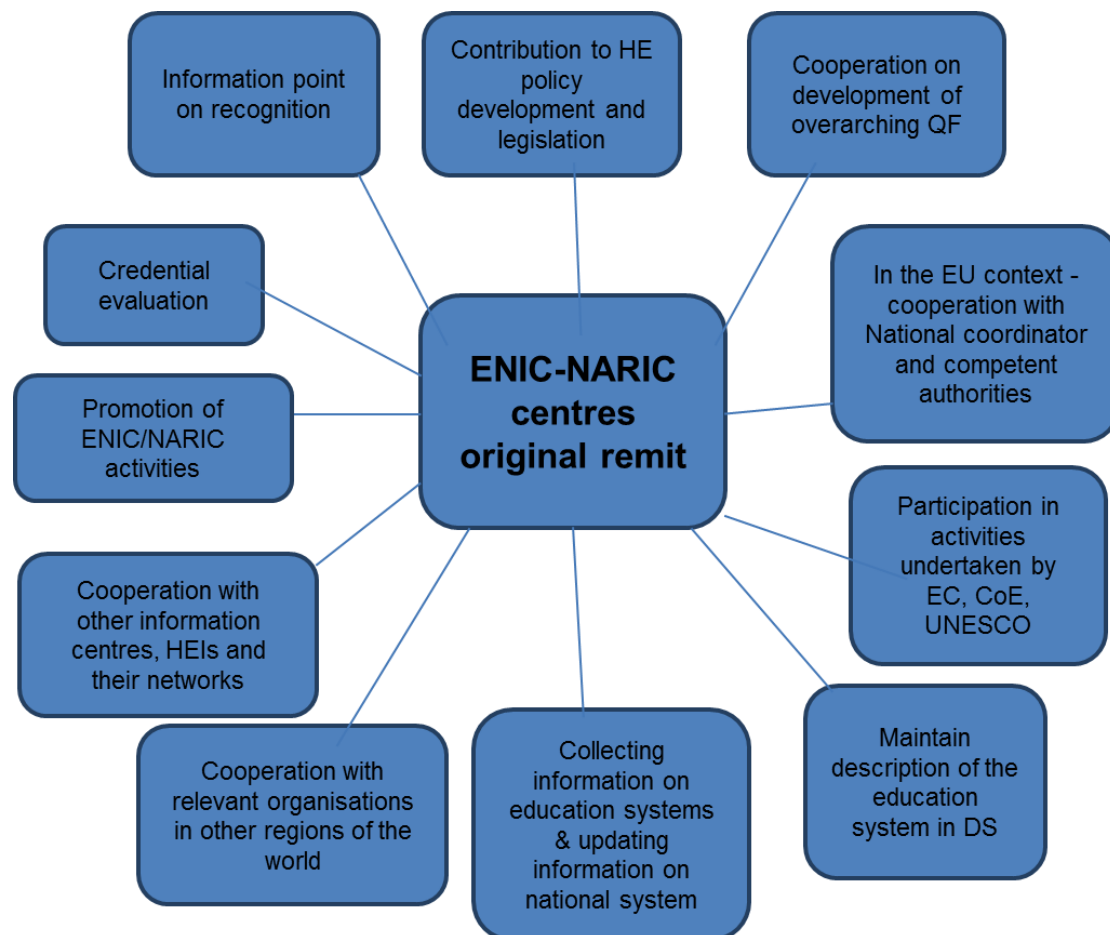 Information point
on recognition
Contribution to HE
policy
development and
legislation
Cooperation on
development of
overarching QF
Credential
evaluation
In the EU context -
cooperation with
National coordinator
and competent
authorities
ENIC-NARIC
centres
original remit
Promotion of
ENIC/NARIC
activities
Participation in
activities
undertaken by
EC, CoE,
UNESCO
Cooperation with
other information
centres, HEIs and
their networks
Cooperation with
relevant organisations
in other regions of the
world
Collecting
information on
education systems
& updating
information on
national system
Maintain
description of the
education
system in DS